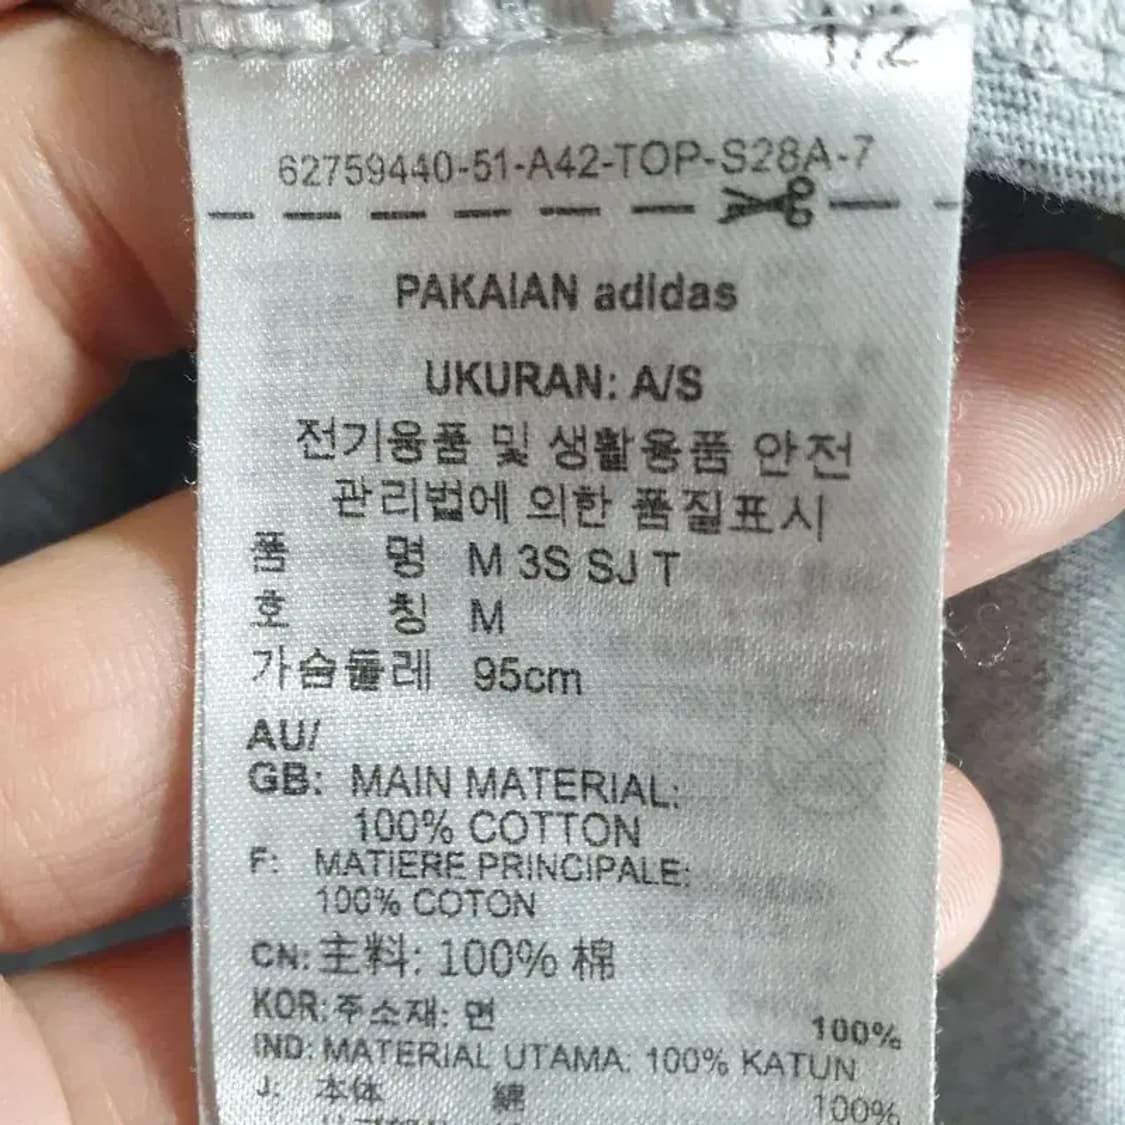 1/2
62759440-51-A42-TOP-S28A-7
PAKAIAN adidas
UKURAN: A/S
전기용품 및 생활용품 안전
관리법에 의한 품질표시
품 명 M 3S SJ T
호 칭 M
가슴둘레 95cm
AU/
GB: MAIN MATERIAL:
100% COTTON
F: MATIERE PRINCIPALE:
100% COTON
CN: 主料: 100% 棉
KOR: 주소재: 면 100%
IND: MATERIAL UTAMA: 100% KATUN
J: 本体 綿 100%